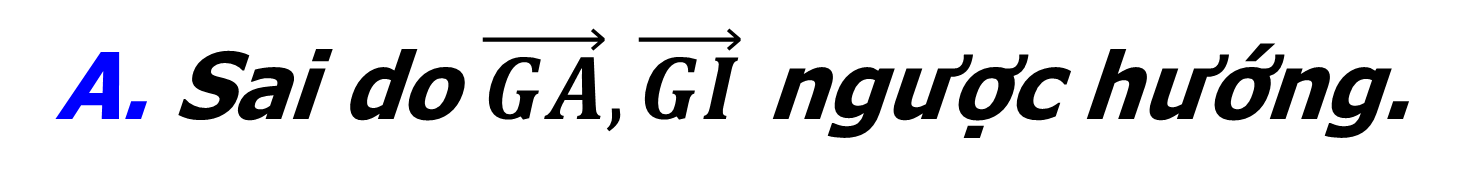 A. Sai do $\overrightarrow{GA}, \overrightarrow{GI}$ ngược hướng.